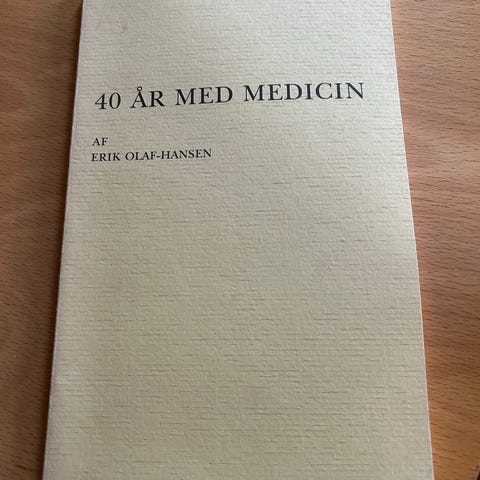 40 ÅR MED MEDICIN
AF
ERIK OLAF-HANSEN